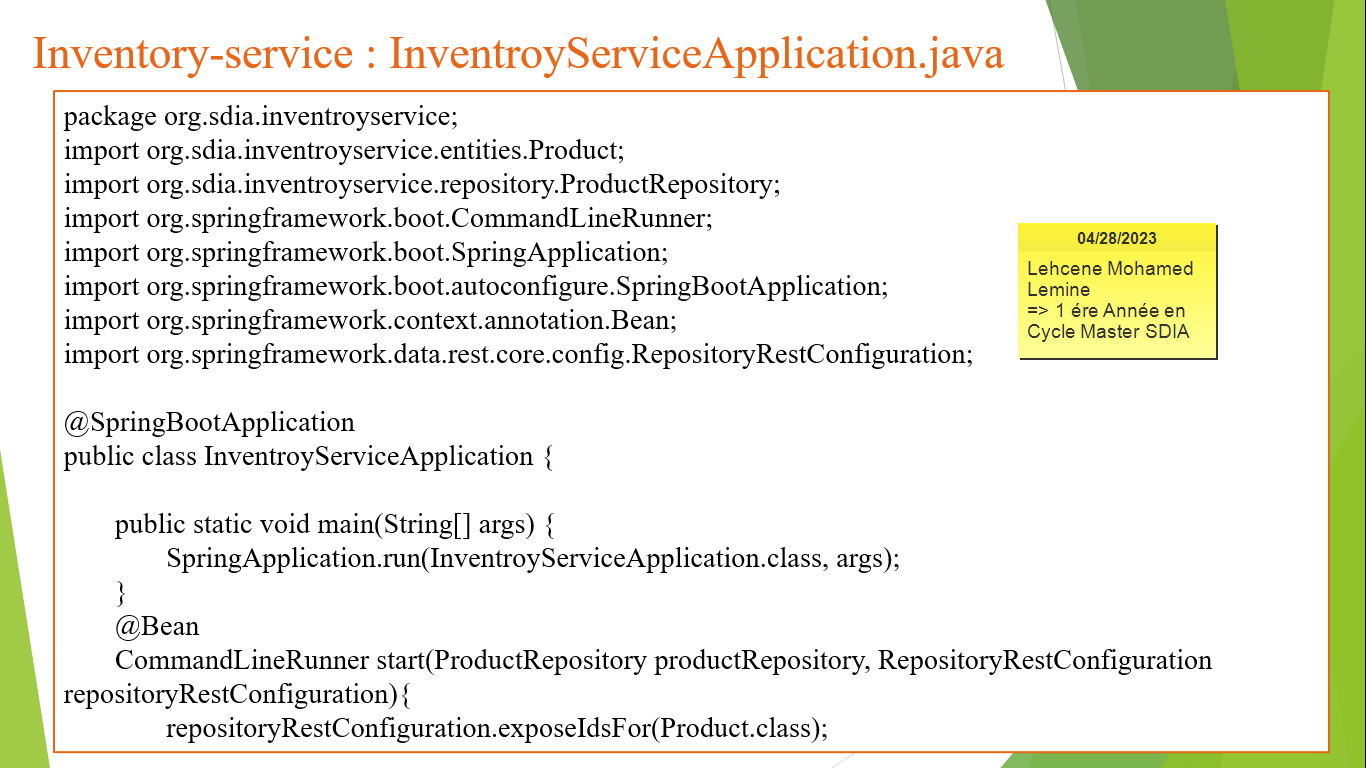 Inventory-service : InventroyServiceApplication.java
package org.sdia.inventroyservice;
import org.sdia.inventroyservice.entities.Product;
import org.sdia.inventroyservice.repository.ProductRepository;
import org.springframework.boot.CommandLineRunner;
import org.springframework.boot.SpringApplication;
import org.springframework.boot.autoconfigure.SpringBootApplication;
import org.springframework.context.annotation.Bean;
import org.springframework.data.rest.core.config.RepositoryRestConfiguration;
04/28/2023
Lehcene Mohamed
Lemine
=> 1 ére Année en
Cycle Master SDIA
@SpringBootApplication
public class InventroyServiceApplication {
public static void main(String[] args) {
SpringApplication.run(InventroyServiceApplication.class, args);
}
@Bean
CommandLineRunner start(ProductRepository productRepository, RepositoryRestConfiguration
repositoryRestConfiguration){
repositoryRestConfiguration.exposeIdsFor(Product.class);